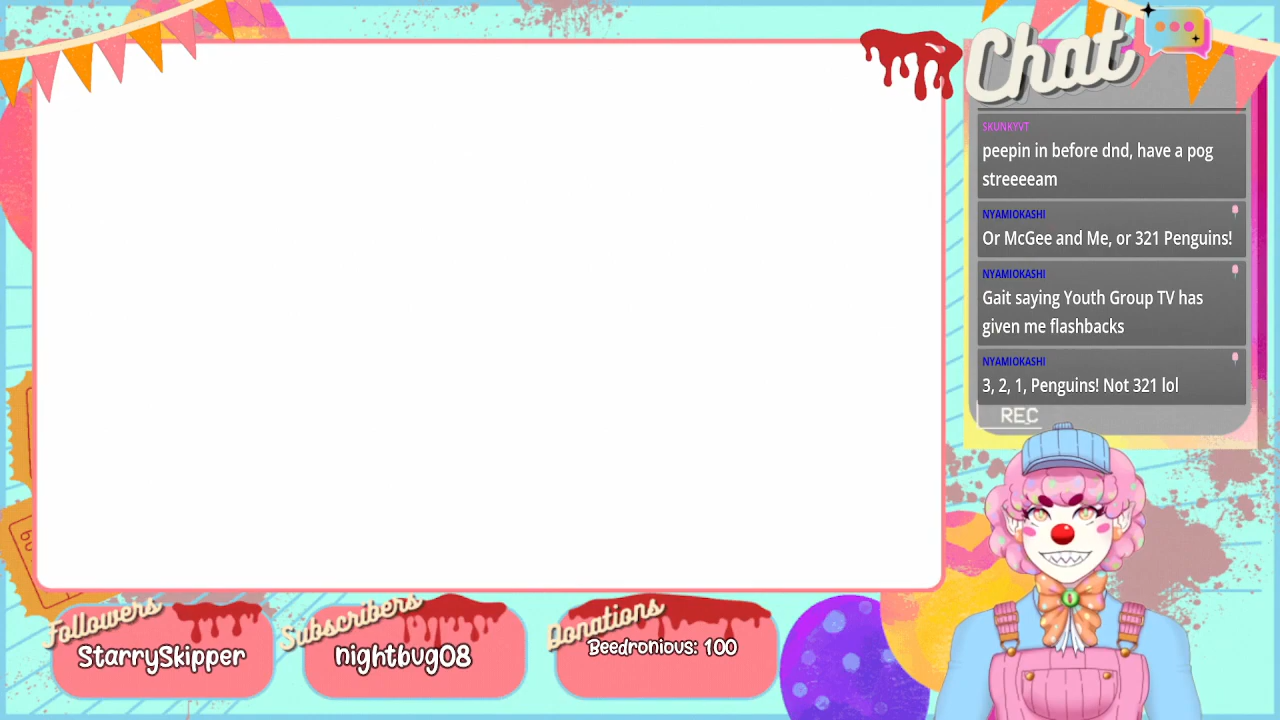 Chat
SKUNKYVT
peepin in before dnd, have a pog
streeeeam
NYAMIOKASHI
Or McGee and Me, or 321 Penguins!
NYAMIOKASHI
Gait saying Youth Group TV has
given me flashbacks
NYAMIOKASHI
3, 2, 1, Penguins! Not 321 lol
REC
Followers
StarrySkipper
Subscribers
nightbug08
Donations
Beedronious: 100